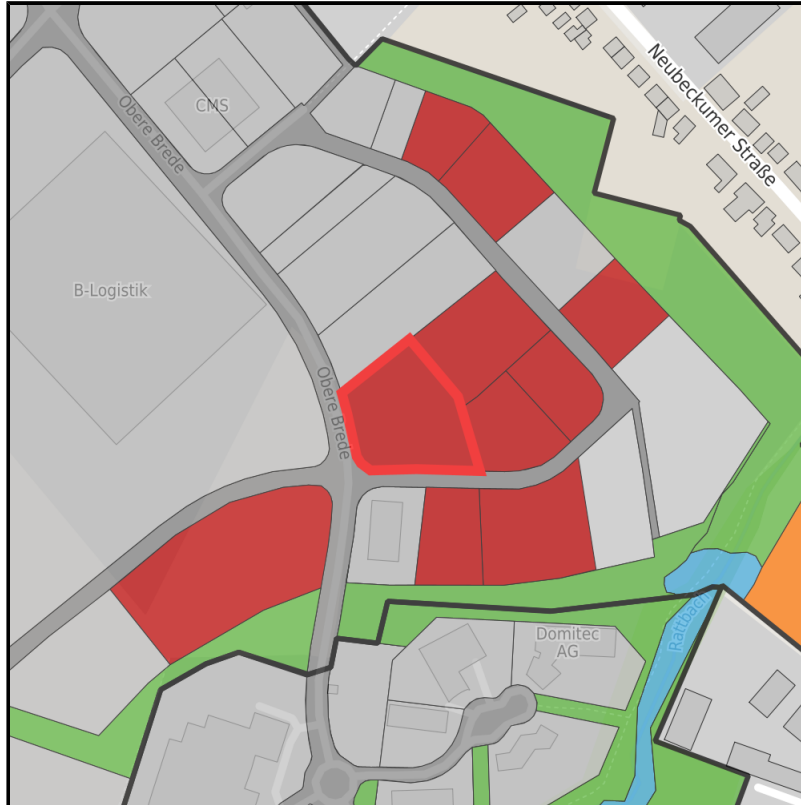 Neubeckumer Straße
Obere Brede
CMS
B-Logistik
Obere Brede
Rattbach
Domitec
AG